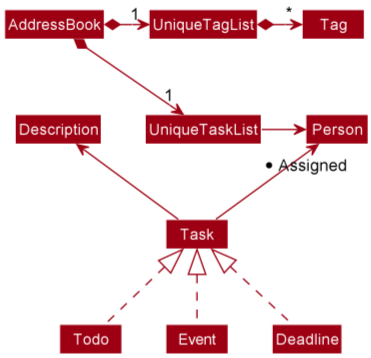 AddressBook
1
UniqueTagList
*
Tag
1
Description
UniqueTaskList
Person
• Assigned
Task
Todo
Event
Deadline